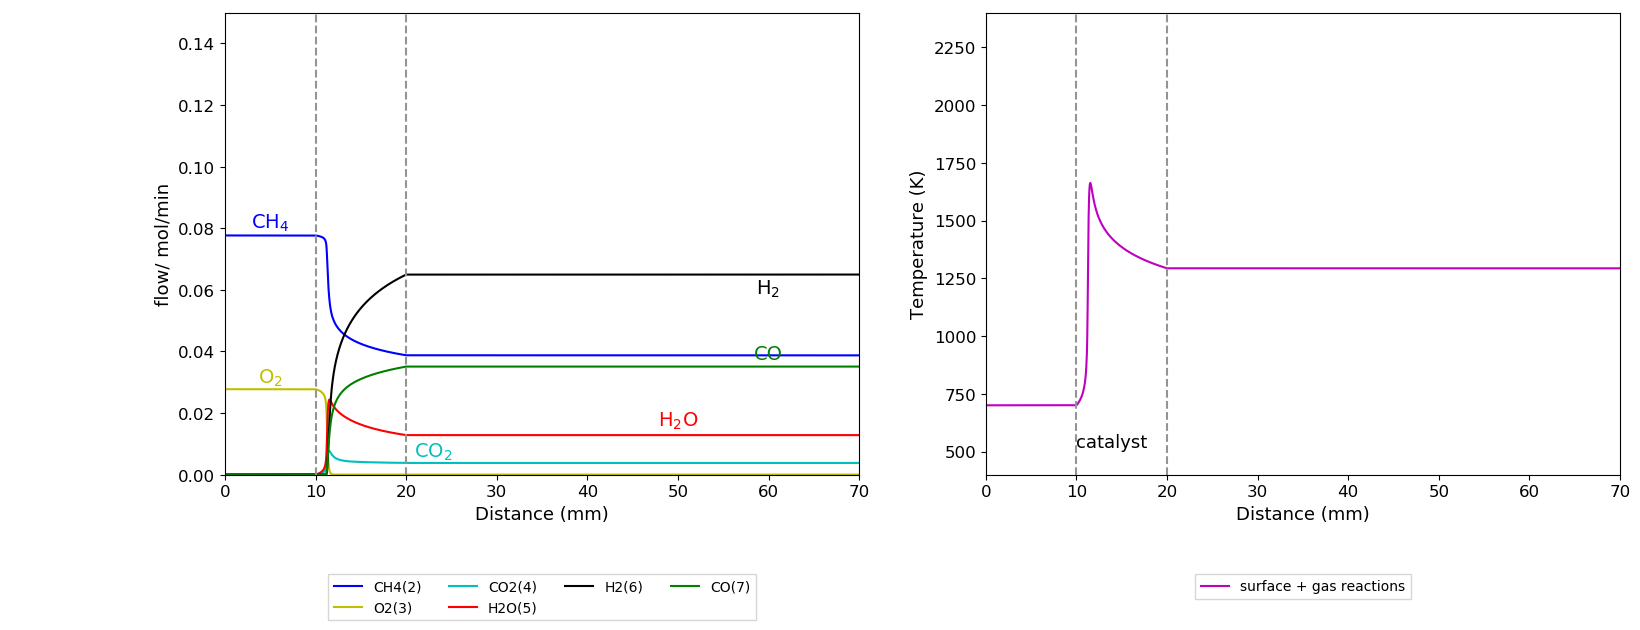 0.14
0.12
0.10
0.08
0.06
0.04
0.02
0.00
flow/ mol/min
CH4
O2
H2
CO
H2O
CO2
0 10 20 30 40 50 60 70
Distance (mm)
CH4(2) CO2(4) H2(6) CO(7)
O2(3) H2O(5)
2250
2000
1750
1500
1250
1000
750
500
Temperature (K)
catalyst
0 10 20 30 40 50 60 70
Distance (mm)
surface + gas reactions